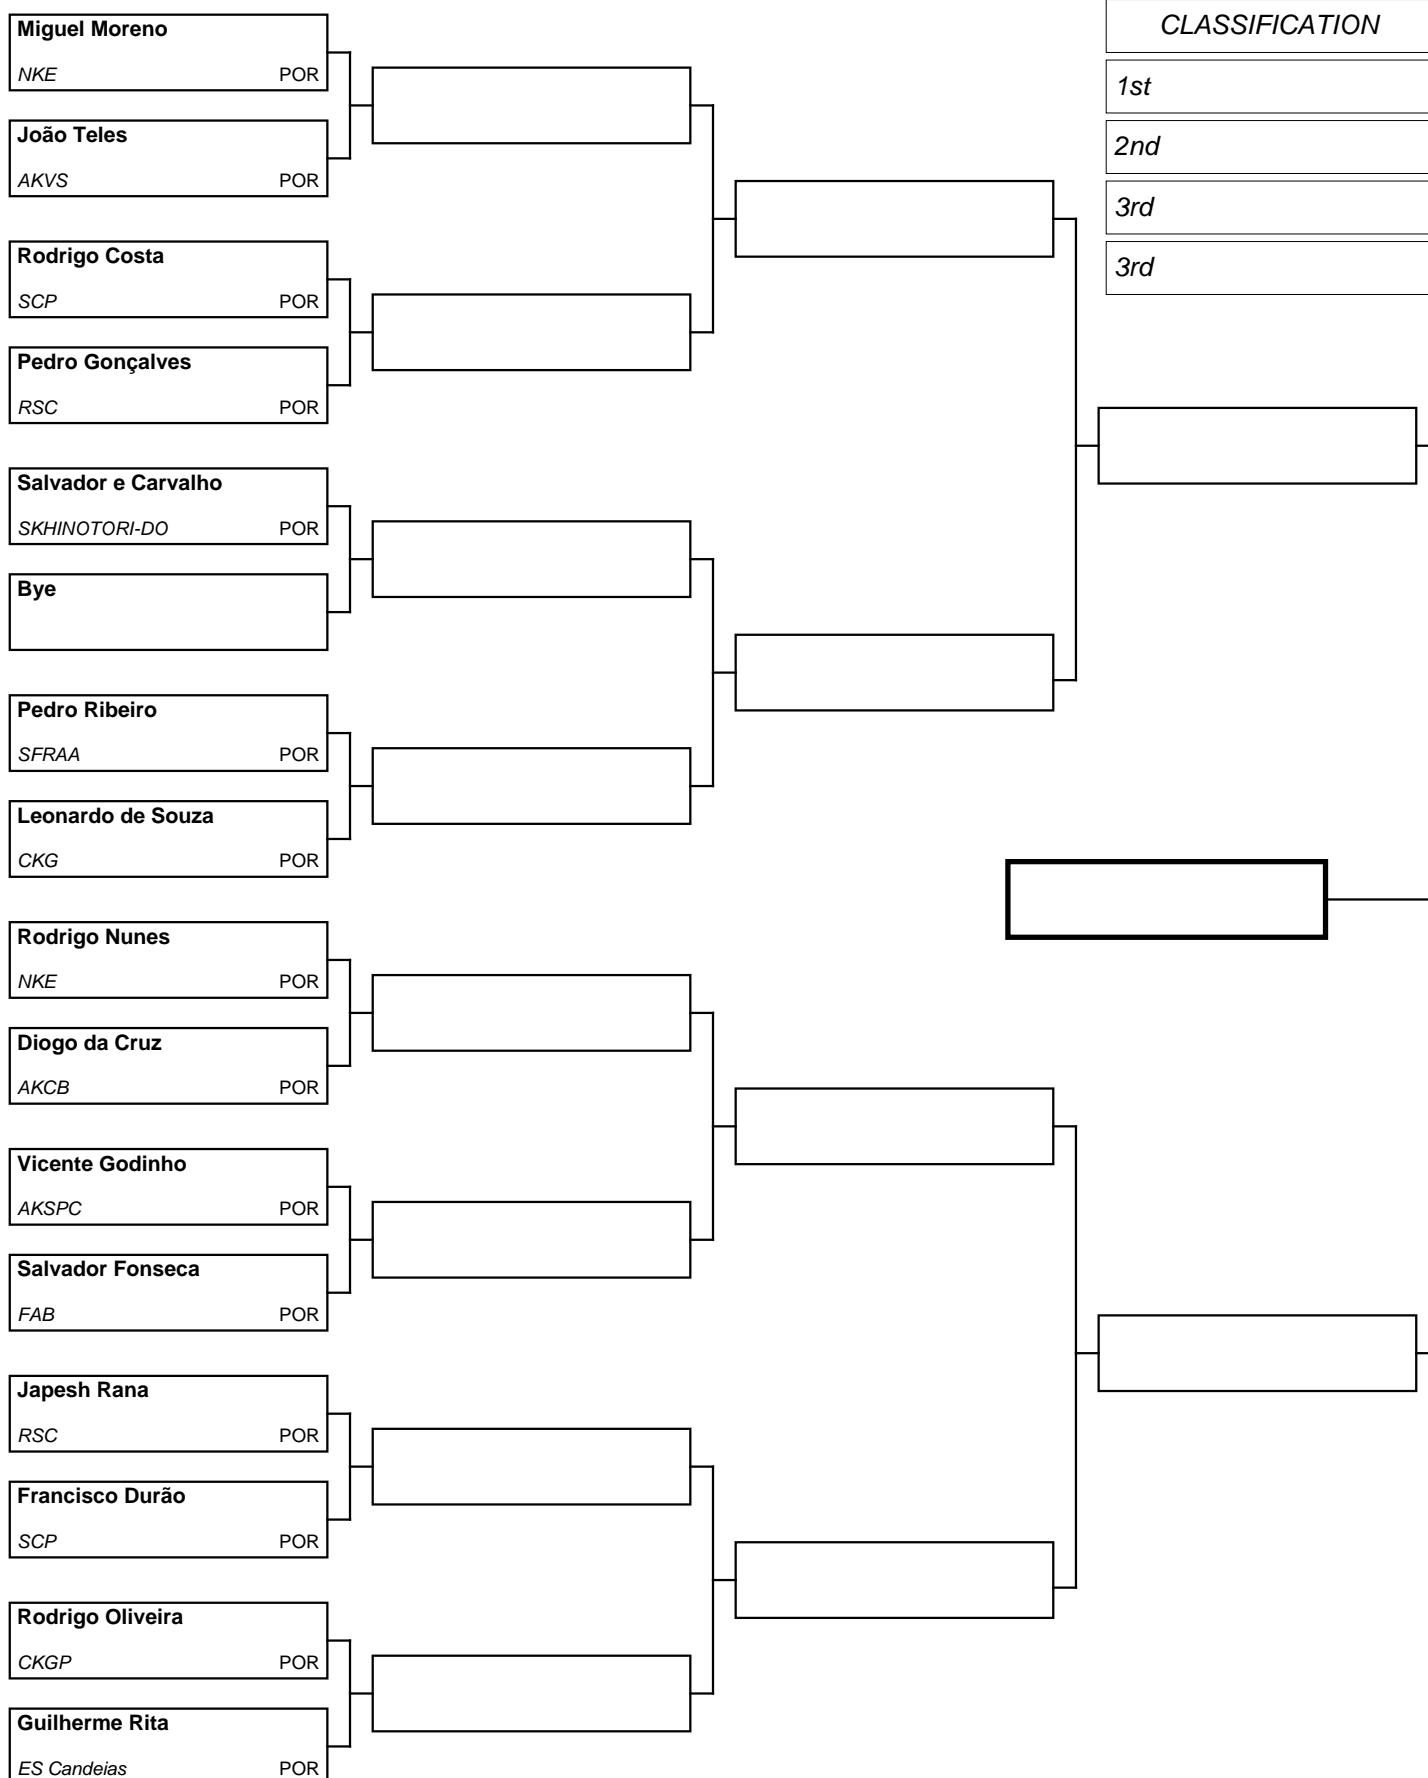 CLASSIFICATION
1st
2nd
3rd
3rd
Miguel Moreno
NKE POR
João Teles
AKVS POR
Rodrigo Costa
SCP POR
Pedro Gonçalves
RSC POR
Salvador e Carvalho
SKHINOTORI-DO POR
Bye
Pedro Ribeiro
SFRAA POR
Leonardo de Souza
CKG POR
Rodrigo Nunes
NKE POR
Diogo da Cruz
AKCB POR
Vicente Godinho
AKSPC POR
Salvador Fonseca
FAB POR
Japesh Rana
RSC POR
Francisco Durão
SCP POR
Rodrigo Oliveira
CKGP POR
Guilherme Rita
ES Candeias POR